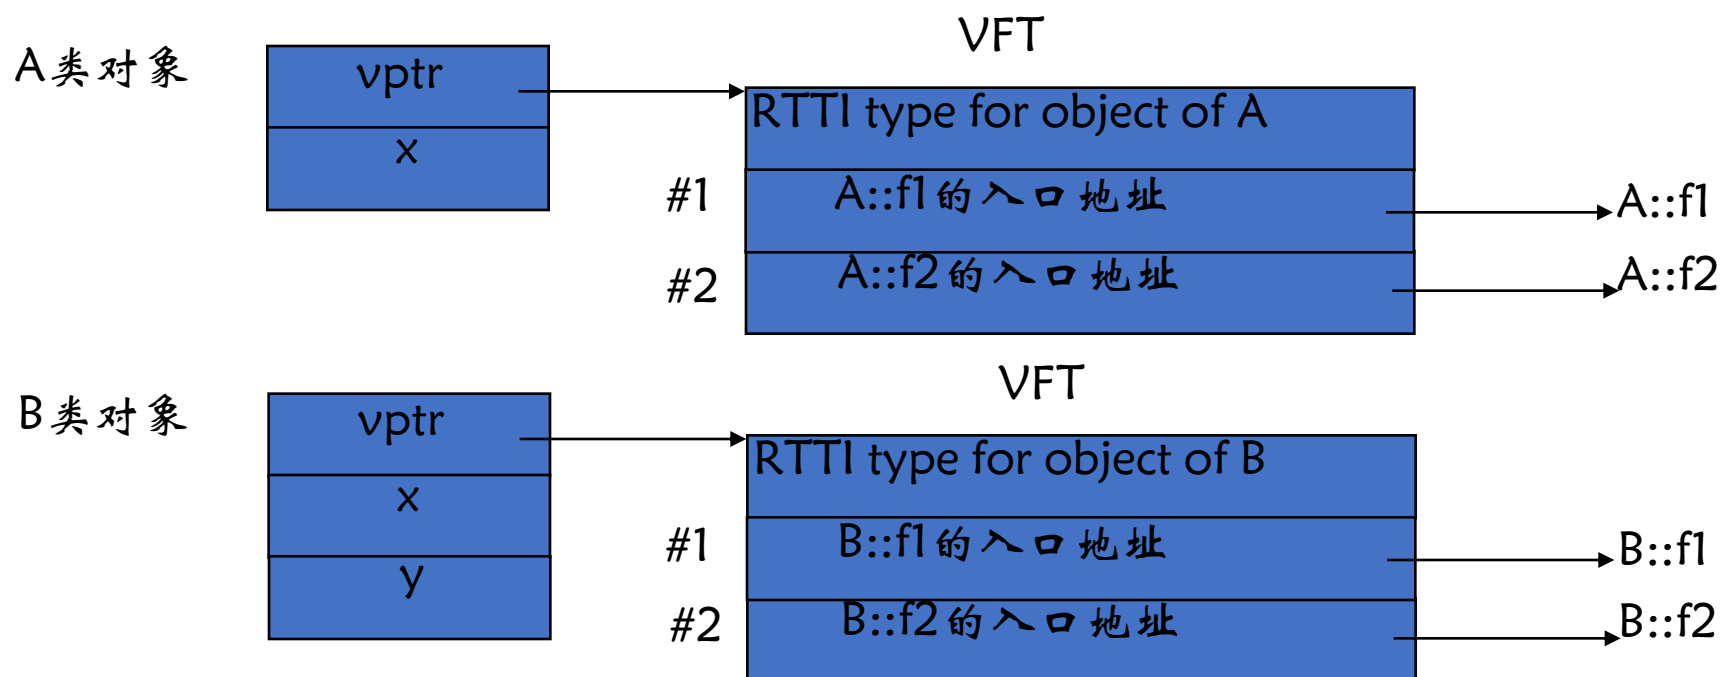 VFT
A类对象
vptr
x
RTTI type for object of A
#1
A::f1的入口地址
A::f1
#2
A::f2的入口地址
A::f2
VFT
B类对象
vptr
x
y
RTTI type for object of B
#1
B::f1的入口地址
B::f1
#2
B::f2的入口地址
B::f2